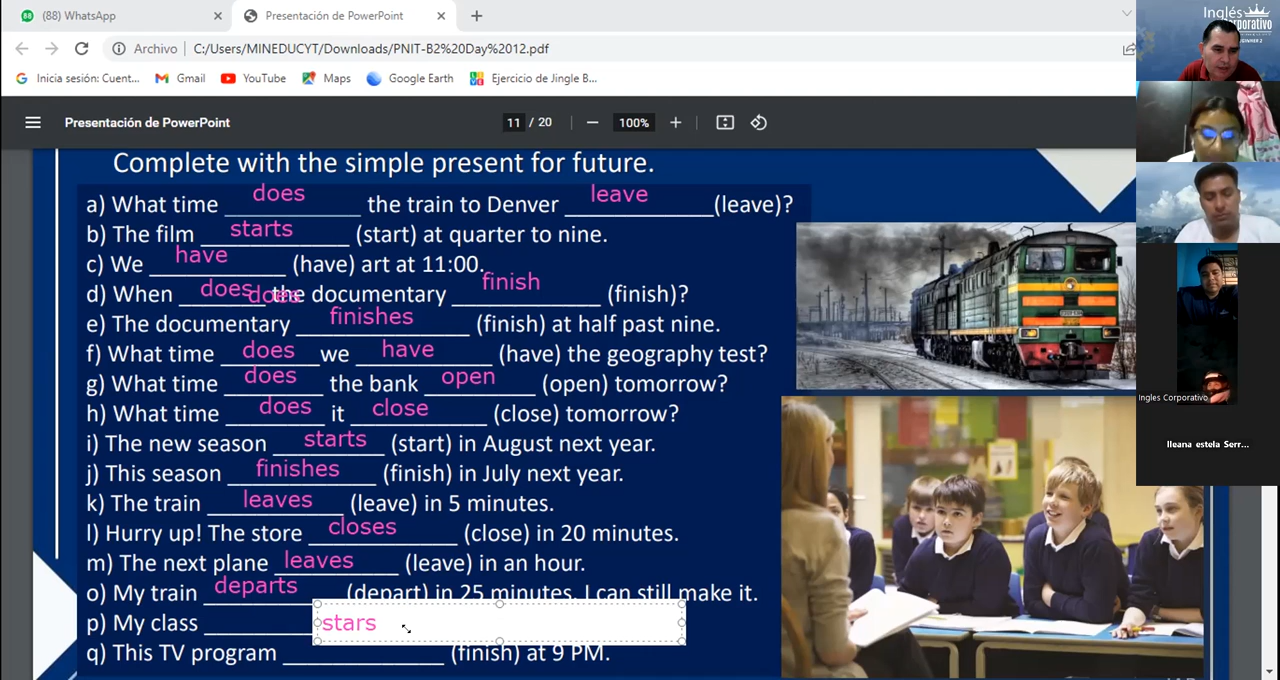 (88) WhatsApp
Presentación de PowerPoint
Archivo
C:/Users/MINEDUCYT/Downloads/PNIT-B2%20Day%2012.pdf
Inicia sesión: Cuent...
Gmail
YouTube
Maps
Google Earth
Ejercicio de Jingle B...
Presentación de PowerPoint
11 / 20
100%
Inglés
Corporativo
Complete with the simple present for future.
a) What time does the train to Denver leave (leave)?
b) The film starts (start) at quarter to nine.
c) We have (have) art at 11:00.
d) When does does the documentary finish (finish)?
e) The documentary finishes (finish) at half past nine.
f) What time does we have (have) the geography test?
g) What time does the bank open (open) tomorrow?
h) What time does it close (close) tomorrow?
i) The new season starts (start) in August next year.
j) This season finishes (finish) in July next year.
k) The train leaves (leave) in 5 minutes.
l) Hurry up! The store closes (close) in 20 minutes.
m) The next plane leaves (leave) in an hour.
o) My train departs (depart) in 25 minutes. I can still make it.
p) My class stars
q) This TV program (finish) at 9 PM.
Ingles Corporativo
Ileana estela Serr...